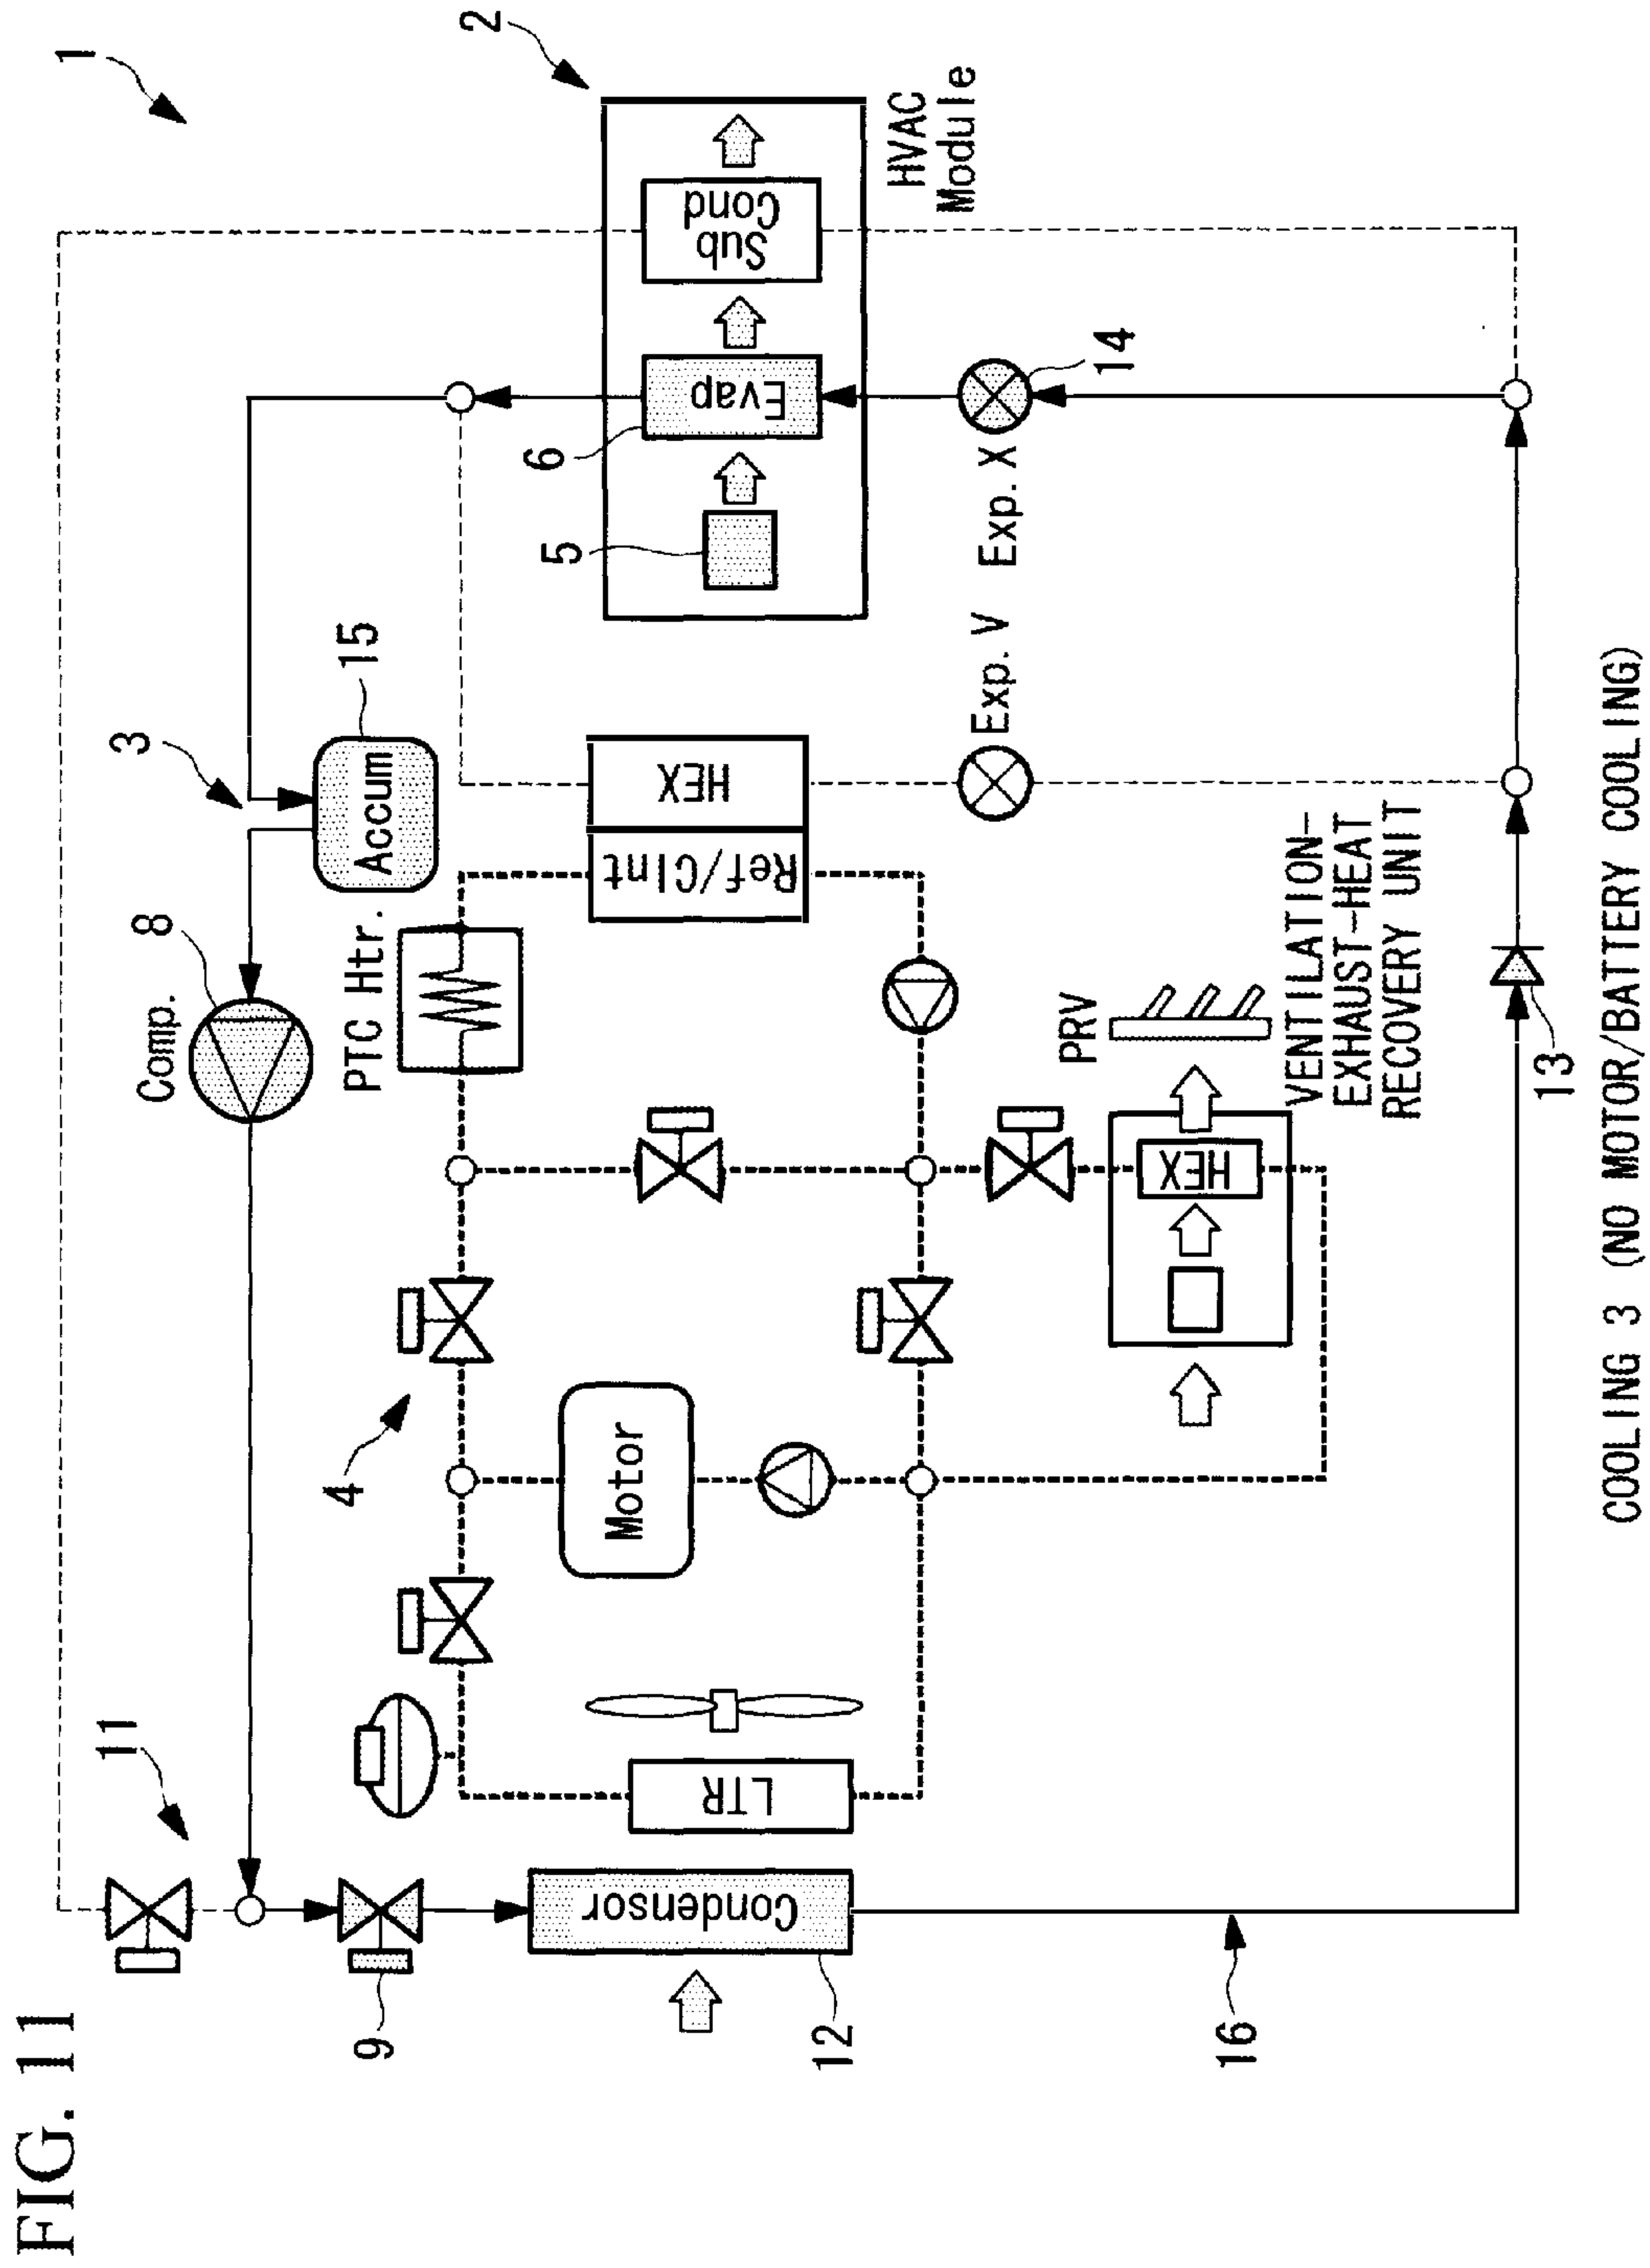 FIG. 11
1
11
3
8
Comp.
15
Accum
2
9
4
PTC Htr.
6
5
Evap
Sub
Cond
HVAC
Module
12
Condensor
LTR
Motor
Ref/Clnt
HEX
Exp. V
Exp. X
14
HEX
PRV
VENTILATION-
EXHAUST-HEAT
RECOVERY UNIT
16
13
COOLING 3 (NO MOTOR/BATTERY COOLING)